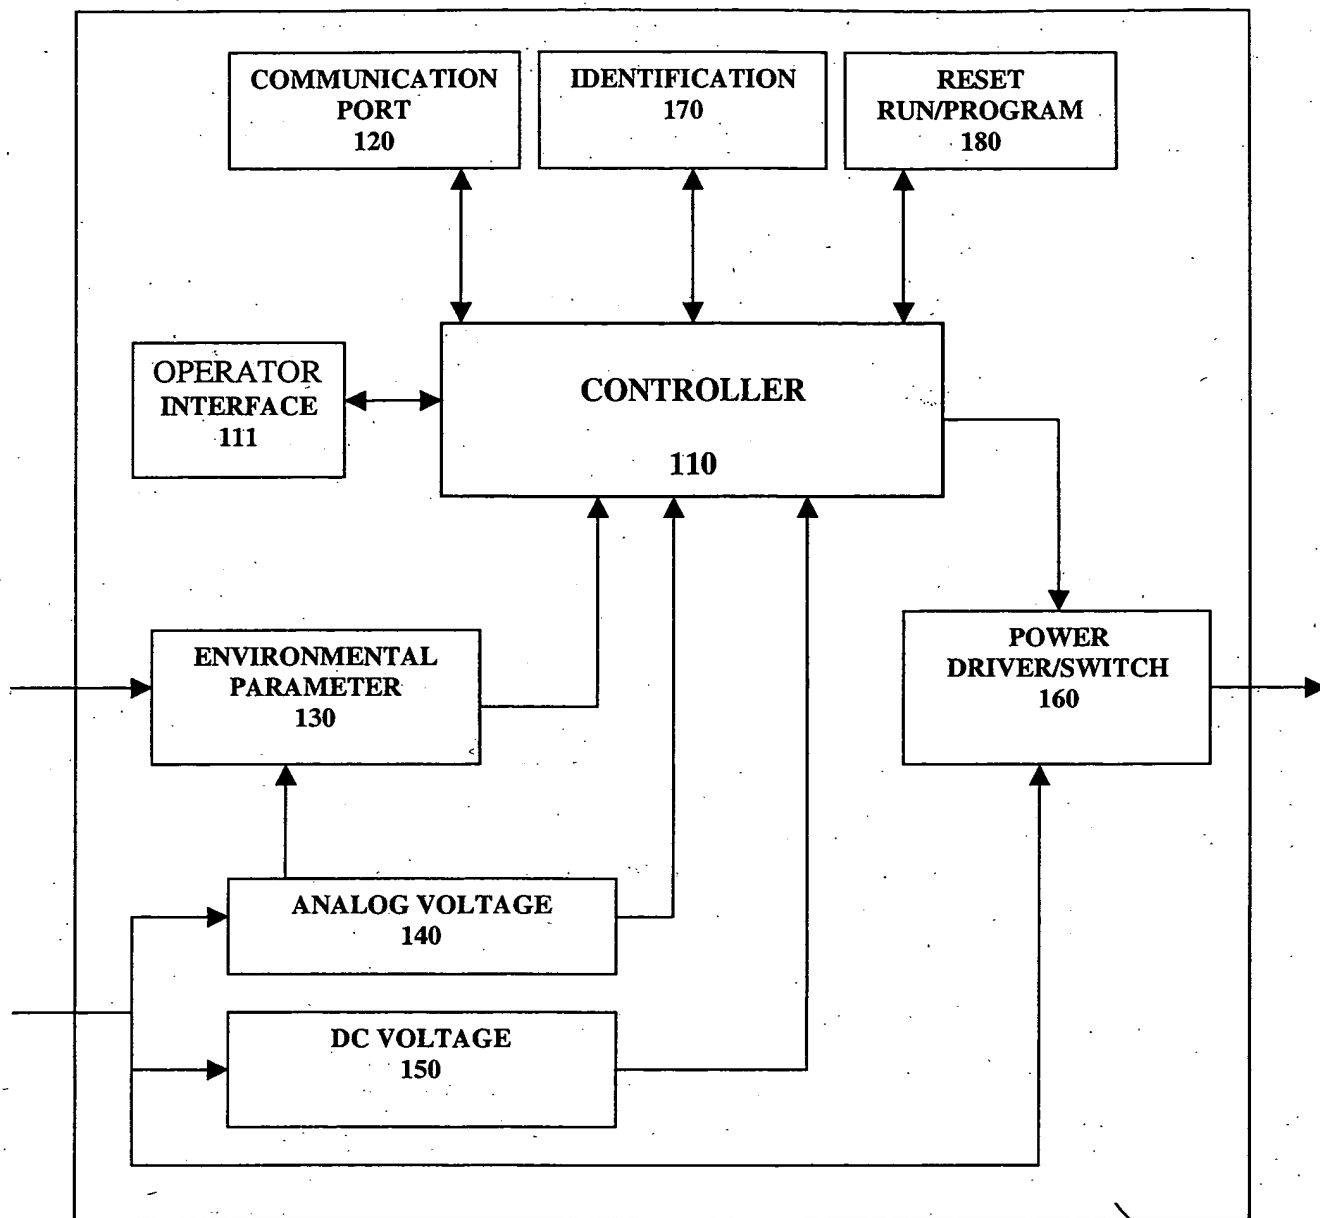 COMMUNICATION
PORT
120
IDENTIFICATION
170
RESET
RUN/PROGRAM
180
OPERATOR
INTERFACE
111
CONTROLLER
110
ENVIRONMENTAL
PARAMETER
130
POWER
DRIVER/SWITCH
160
ANALOG VOLTAGE
140
DC VOLTAGE
150